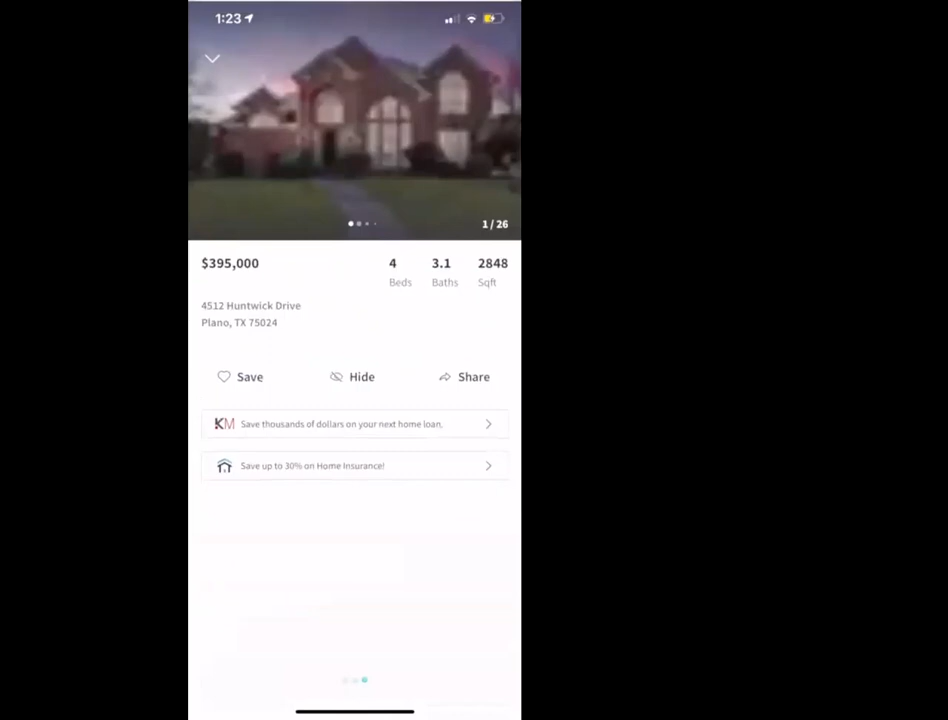 1:23
1 / 26
$395,000
4 3.1 2848
Beds Baths Sqft
4512 Huntwick Drive
Plano, TX 75024
Save Hide Share
KM Save thousands of dollars on your next home loan.
Save up to 30% on Home Insurance!